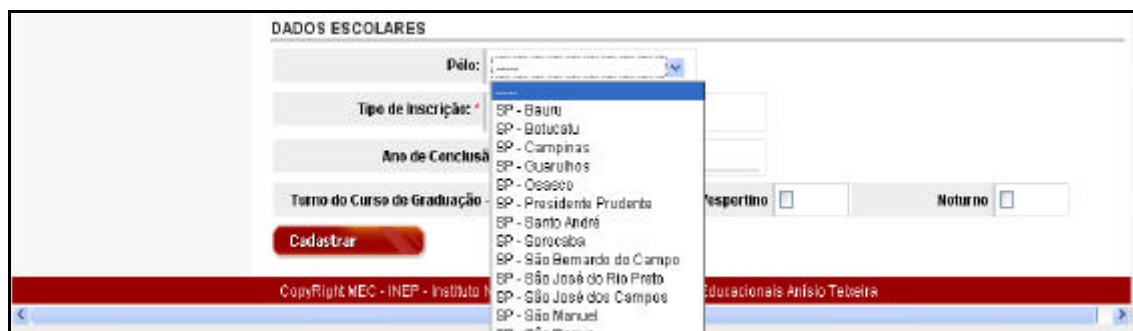 DADOS ESCOLARES
Pólo: -----
-----
Tipo de Inscrição: *
SP - Bauru
SP - Botucatu
SP - Campinas
Ano de Conclusã
SP - Guarulhos
SP - Osasco
Turno do Curso de Graduação -
SP - Presidente Prudente
Vespertino
Noturno
SP - Santo André
Cadastrar
SP - Sorocaba
SP - São Bernardo do Campo
SP - São José do Rio Preto
CopyRight MEC - INEP - Instituto N
Educacionais Anísio Teixeira
SP - São José dos Campos
SP - São Manuel